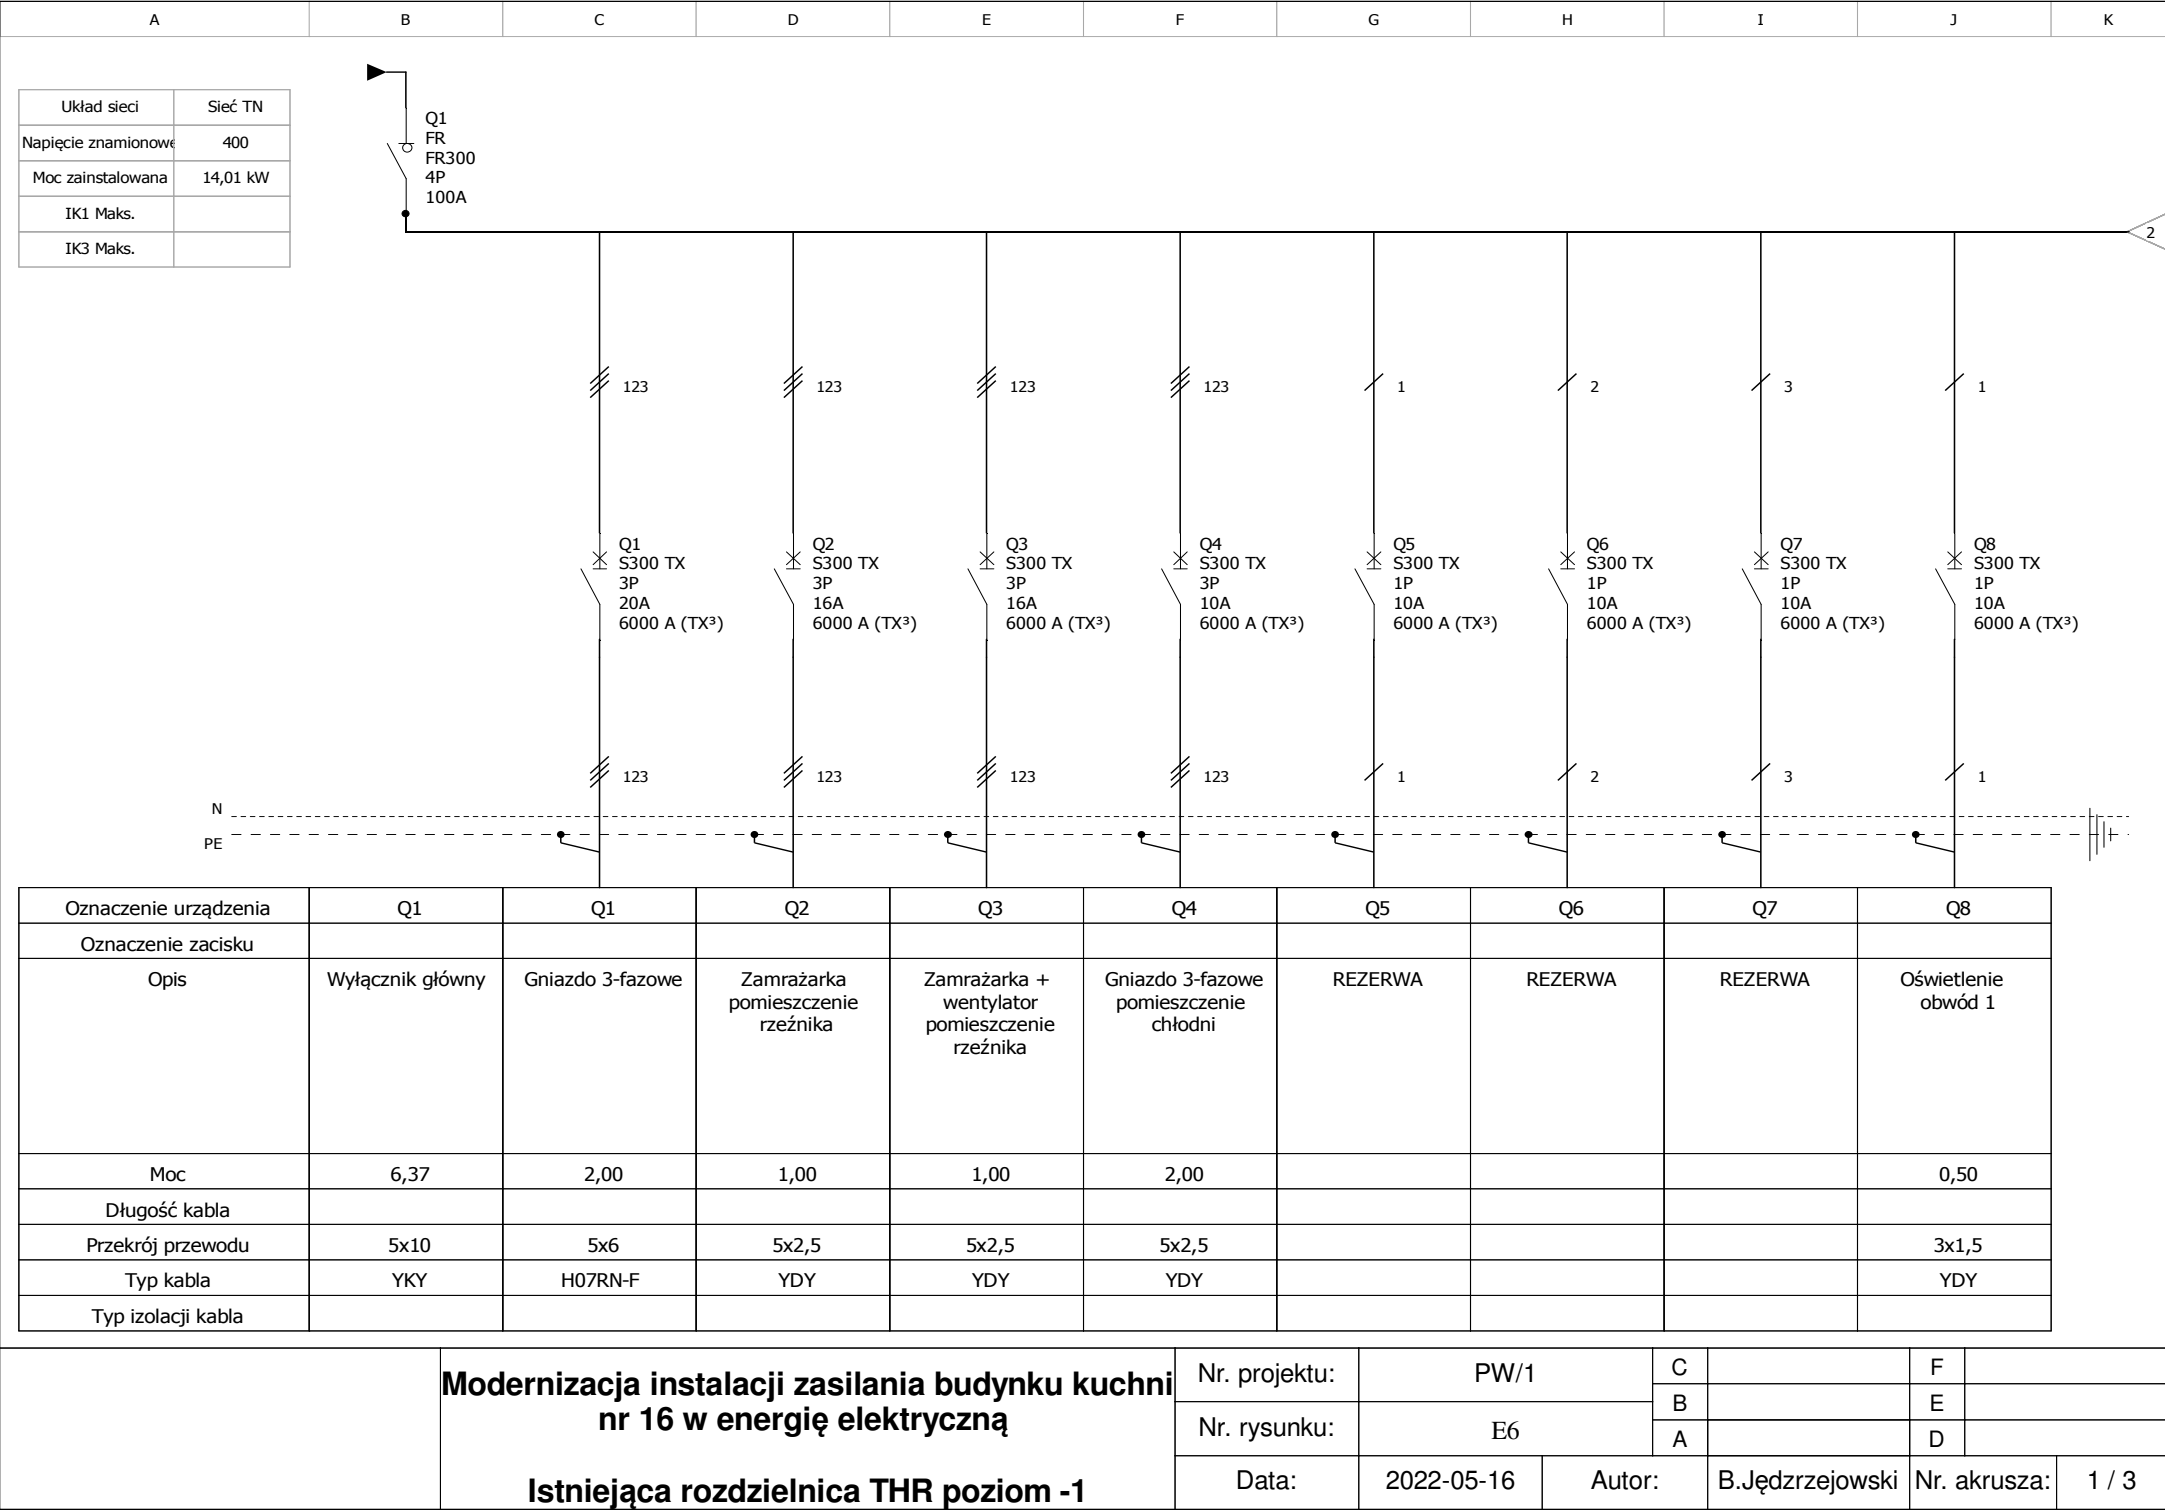 A B C D E F G H I J K
Układ sieci Sieć TN
Napięcie znamionowe 400
Moc zainstalowana 14,01 kW
IK1 Maks.
IK3 Maks.
Q1
FR
FR300
4P
100A
2
123 123 123 123 1 2 3 1
Q1
S300 TX
3P
20A
6000 A (TX³)
Q2
S300 TX
3P
16A
6000 A (TX³)
Q3
S300 TX
3P
16A
6000 A (TX³)
Q4
S300 TX
3P
10A
6000 A (TX³)
Q5
S300 TX
1P
10A
6000 A (TX³)
Q6
S300 TX
1P
10A
6000 A (TX³)
Q7
S300 TX
1P
10A
6000 A (TX³)
Q8
S300 TX
1P
10A
6000 A (TX³)
123 123 123 123 1 2 3 1
N
PE
Oznaczenie urządzenia Q1 Q1 Q2 Q3 Q4 Q5 Q6 Q7 Q8
Oznaczenie zacisku
Opis
Wyłącznik główny
Gniazdo 3-fazowe
Zamrażarka
pomieszczenie
rzeźnika
Zamrażarka +
wentylator
pomieszczenie
rzeźnika
Gniazdo 3-fazowe
pomieszczenie
chłodni
REZERWA
REZERWA
REZERWA
Oświetlenie
obwód 1
Moc 6,37 2,00 1,00 1,00 2,00 0,50
Długość kabla
Przekrój przewodu 5x10 5x6 5x2,5 5x2,5 5x2,5 3x1,5
Typ kabla YKY H07RN-F YDY YDY YDY YDY
Typ izolacji kabla
Modernizacja instalacji zasilania budynku kuchni
nr 16 w energię elektryczną
Istniejąca rozdzielnica THR poziom -1
Nr. projektu: PW/1
Nr. rysunku: E6
C F
B E
A D
Data: 2022-05-16 Autor: B.Jędzrzejowski Nr. akrusza: 1 / 3